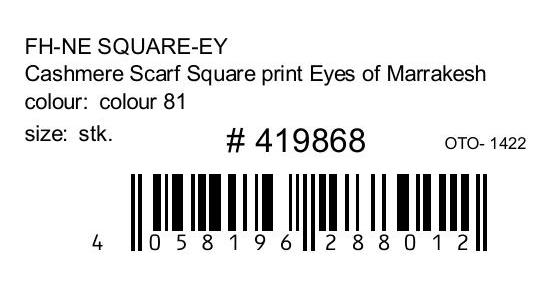 FH-NE SQUARE-EY
Cashmere Scarf Square print Eyes of Marrakesh
colour: colour 81
size: stk.
# 419868
OTO- 1422
4 058196 288012